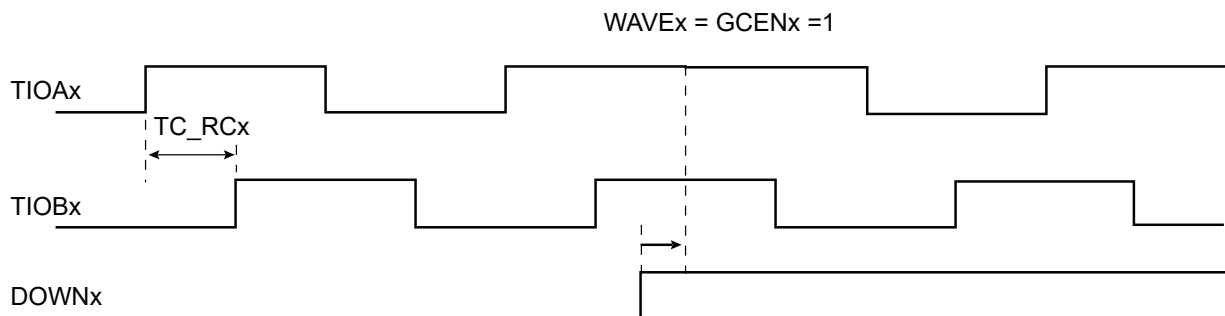 WAVEx = GCENx =1
TIOAx
TC_RCx
TIOBx
DOWNx